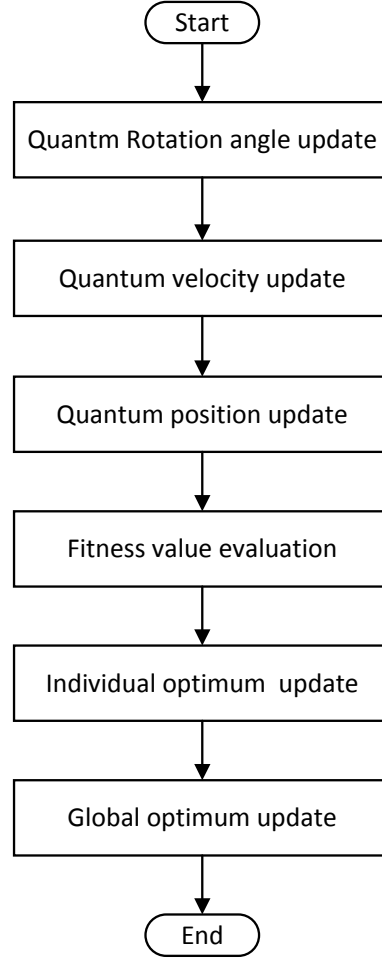 Start
Quantm Rotation angle update
Quantum velocity update
Quantum position update
Fitness value evaluation
Individual optimum  update
Global optimum update
End